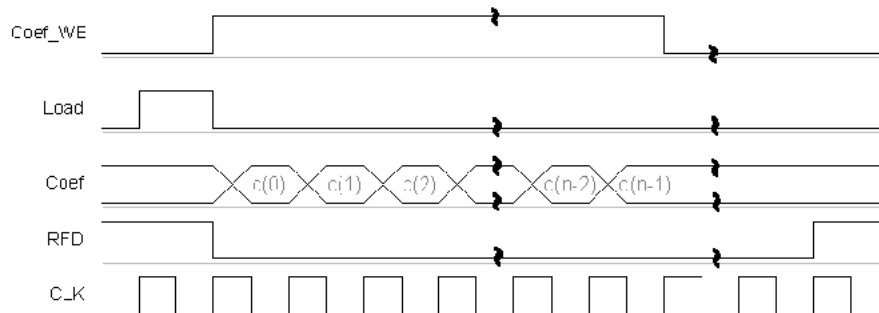 Coef_WE
Load
Coef
c(0) c(1) c(2) c(n-2) c(n-1)
RFD
C_K